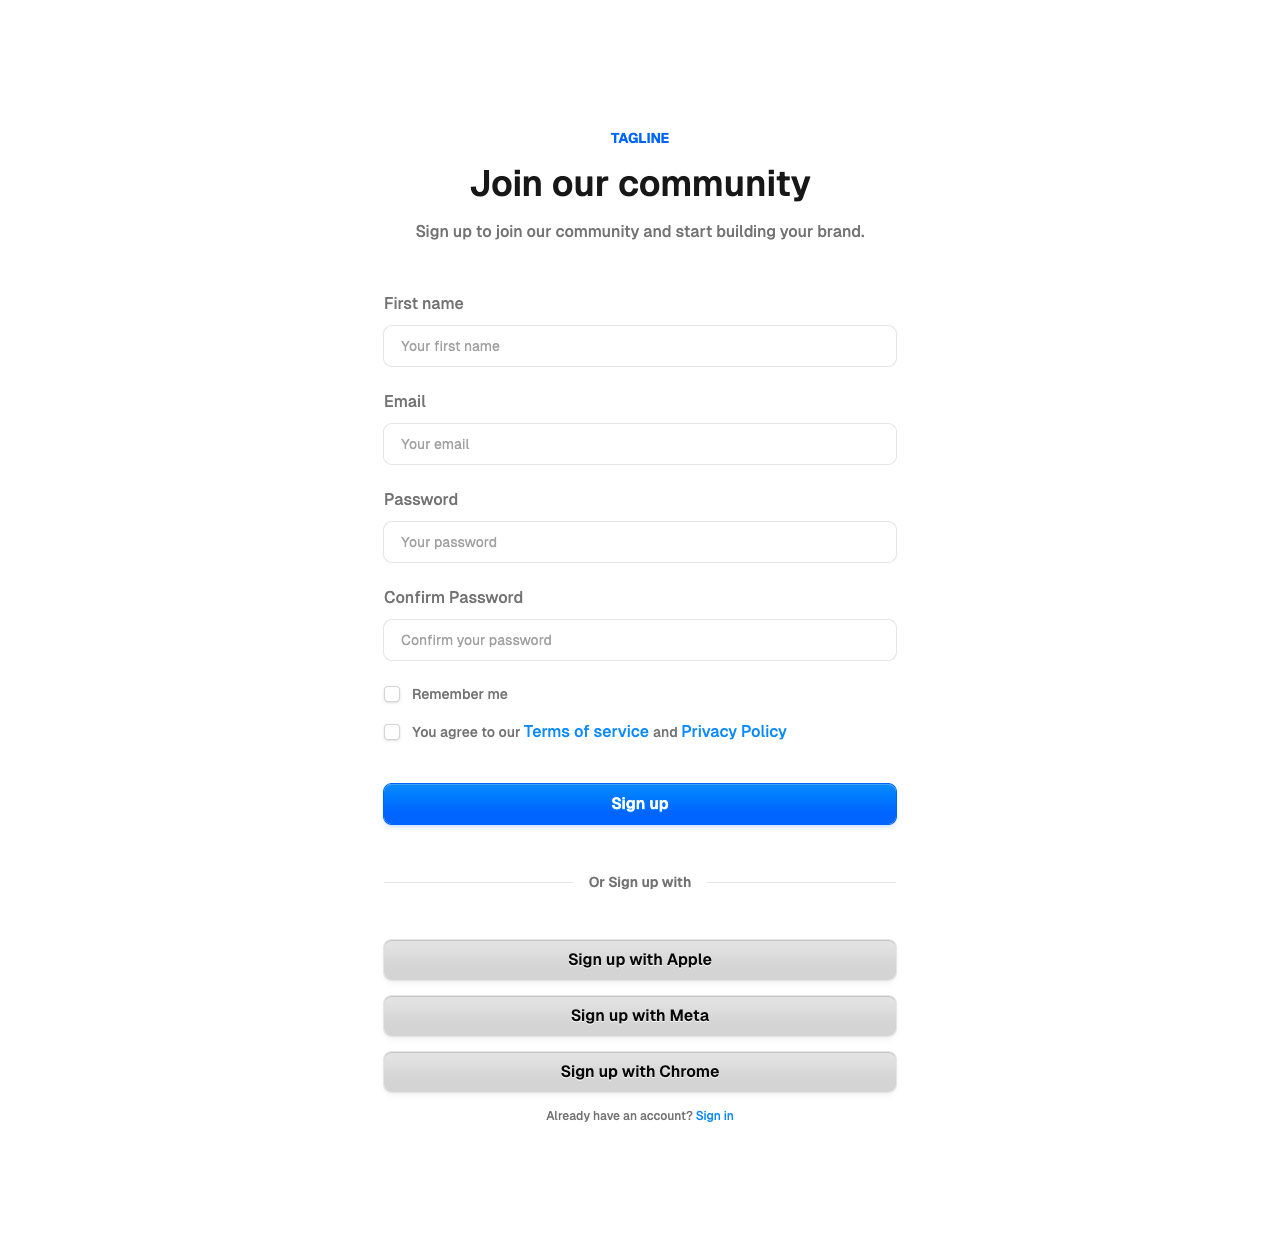 TAGLINE
Join our community
Sign up to join our community and start building your brand.
First name
Your first name
Email
Your email
Password
Your password
Confirm Password
Confirm your password
Remember me
You agree to our Terms of service and Privacy Policy
Sign up
Or Sign up with
Sign up with Apple
Sign up with Meta
Sign up with Chrome
Already have an account? Sign in